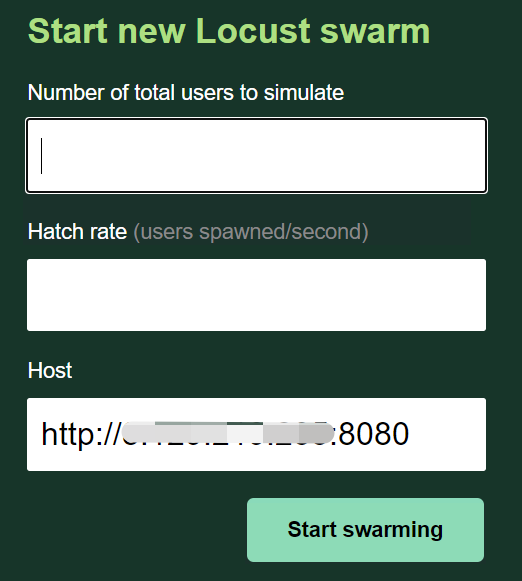 Start new Locust swarm
Number of total users to simulate
Hatch rate (users spawned/second)
Host
http:// :8080
Start swarming